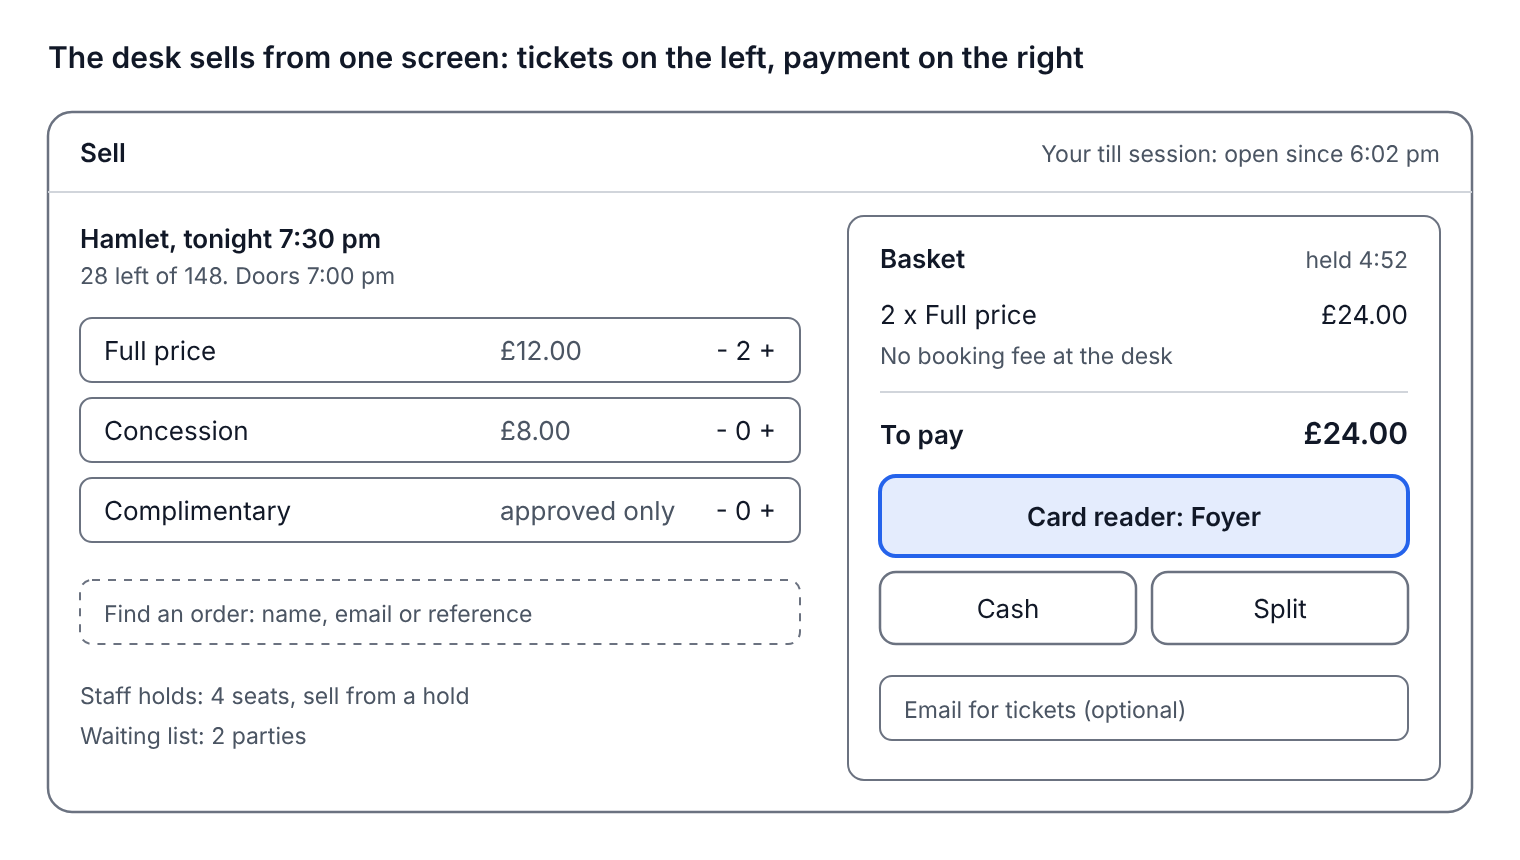 The desk sells from one screen: tickets on the left, payment on the right
Sell
Your till session: open since 6:02 pm
Hamlet, tonight 7:30 pm
28 left of 148. Doors 7:00 pm
Full price £12.00 - 2 +
Concession £8.00 - 0 +
Complimentary approved only - 0 +
Find an order: name, email or reference
Staff holds: 4 seats, sell from a hold
Waiting list: 2 parties
Basket held 4:52
2 x Full price £24.00
No booking fee at the desk
To pay £24.00
Card reader: Foyer
Cash Split
Email for tickets (optional)